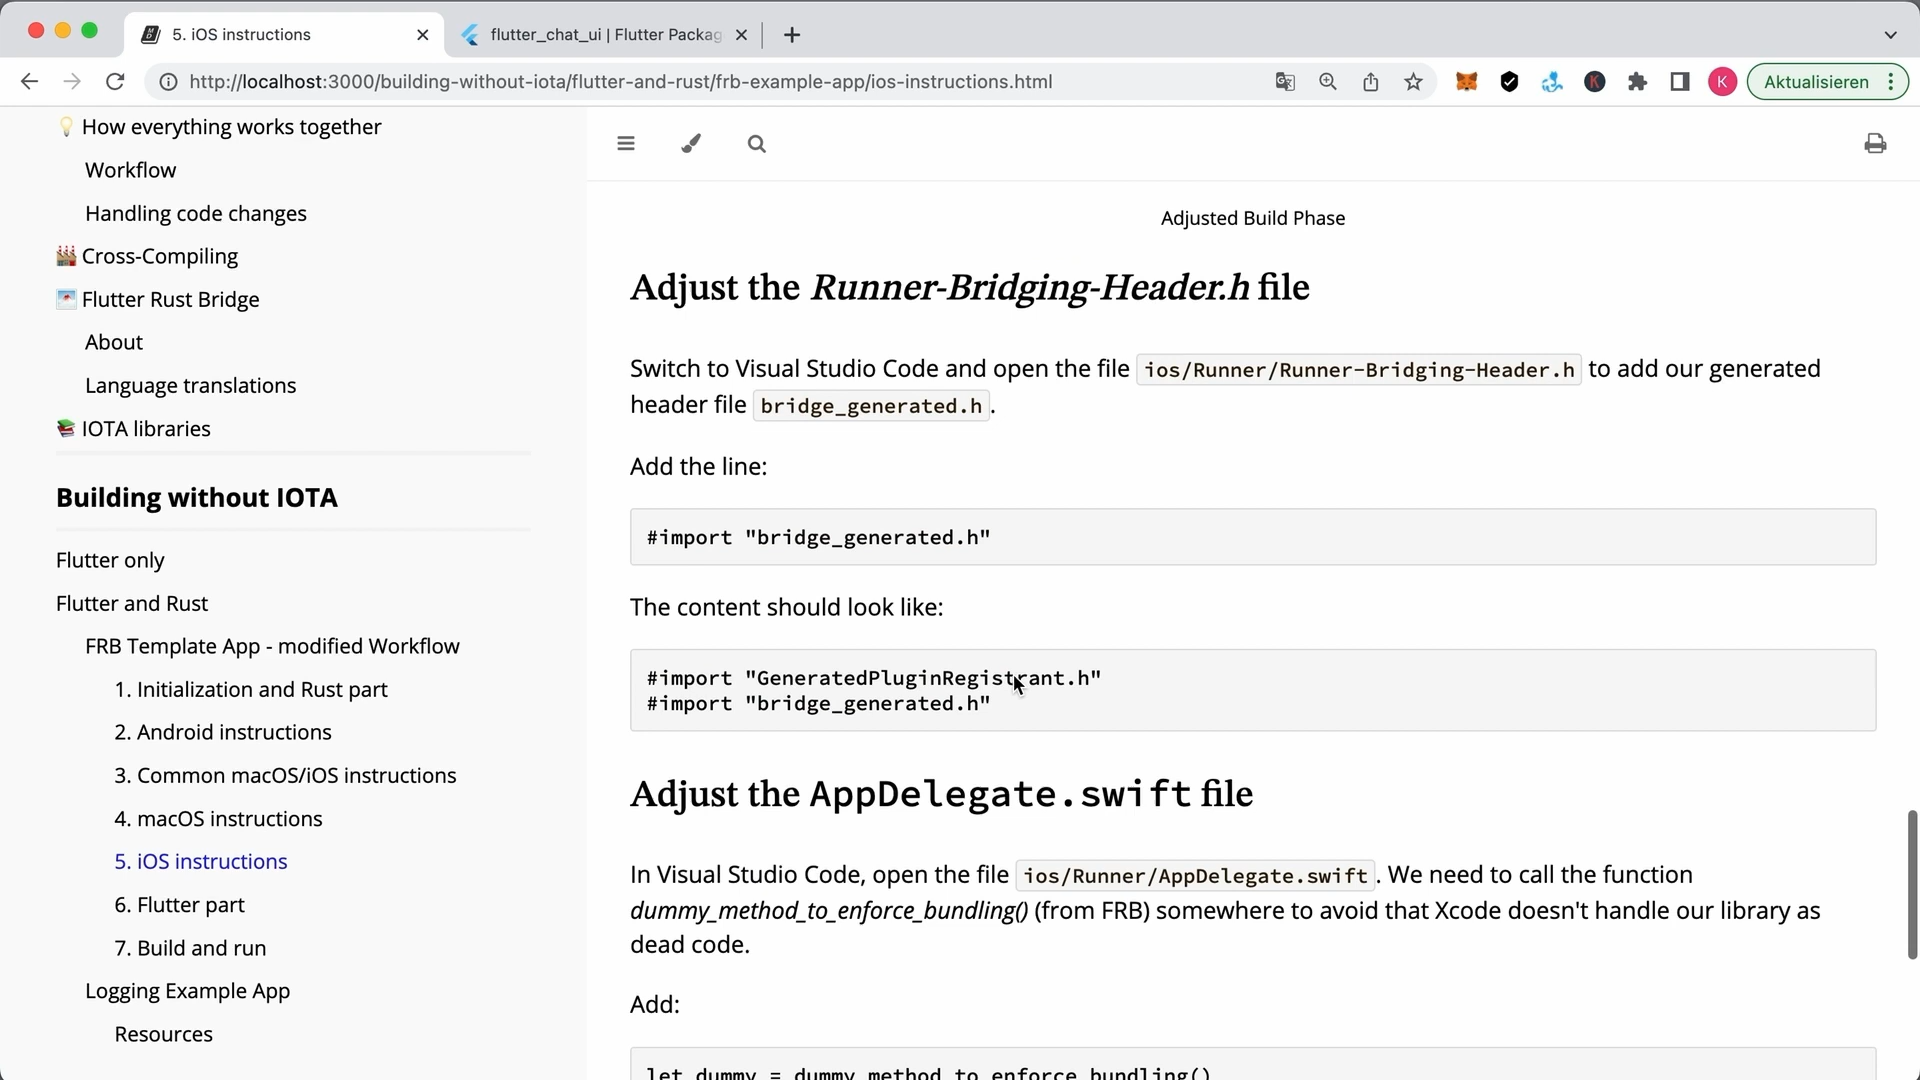 5. iOS instructions
flutter_chat_ui | Flutter Packag
http://localhost:3000/building-without-iota/flutter-and-rust/frb-example-app/ios-instructions.html
K
K
Aktualisieren
How everything works together
Workflow
Handling code changes
Cross-Compiling
Flutter Rust Bridge
About
Language translations
IOTA libraries
Building without IOTA
Flutter only
Flutter and Rust
FRB Template App - modified Workflow
1. Initialization and Rust part
2. Android instructions
3. Common macOS/iOS instructions
4. macOS instructions
5. iOS instructions
6. Flutter part
7. Build and run
Logging Example App
Resources
Adjusted Build Phase
Adjust the Runner-Bridging-Header.h file
Switch to Visual Studio Code and open the file ios/Runner/Runner-Bridging-Header.h to add our generated
header file bridge_generated.h.
Add the line:
#import "bridge_generated.h"
The content should look like:
#import "GeneratedPluginRegistrant.h"
#import "bridge_generated.h"
Adjust the AppDelegate.swift file
In Visual Studio Code, open the file ios/Runner/AppDelegate.swift. We need to call the function
dummy_method_to_enforce_bundling() (from FRB) somewhere to avoid that Xcode doesn't handle our library as
dead code.
Add:
let dummy = dummy_method_to_enforce_bundling()